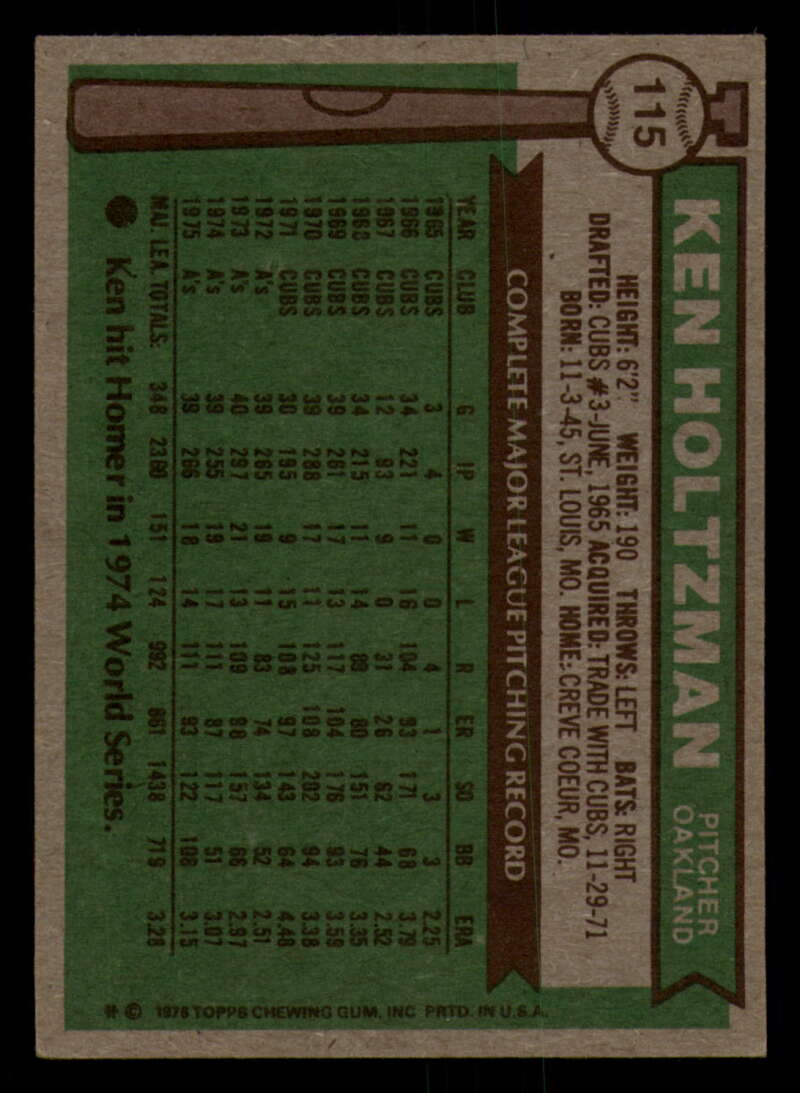 115
KEN HOLTZMAN
PITCHER
OAKLAND
HEIGHT: 6'2" WEIGHT: 190 THROWS: LEFT BATS: RIGHT
DRAFTED: CUBS #3-JUNE, 1965 ACQUIRED: TRADE WITH CUBS, 11-29-71
BORN: 11-3-45, ST. LOUIS, MO. HOME: CREVE COEUR, MO.
COMPLETE MAJOR LEAGUE PITCHING RECORD
YEAR CLUB G IP W L R ER SO BB ERA
1965 CUBS 3 4 0 0 4 1 3 3 2.25
1966 CUBS 34 221 11 16 104 93 171 68 3.79
1967 CUBS 12 93 9 0 31 26 62 44 2.52
1968 CUBS 34 215 11 14 89 80 151 76 3.35
1969 CUBS 39 261 17 13 117 104 176 93 3.59
1970 CUBS 39 288 17 11 125 108 202 94 3.38
1971 CUBS 30 195 9 15 108 97 143 64 4.48
1972 A's 39 265 19 11 83 74 134 52 2.51
1973 A's 40 297 21 13 109 98 157 66 2.97
1974 A's 39 255 19 17 111 87 117 51 3.07
1975 A's 39 266 18 14 111 93 122 108 3.15
MAJ. LEA. TOTALS: 348 2360 151 124 992 861 1438 719 3.28
Ken hit Homer in 1974 World Series.
© 1976 TOPPS CHEWING GUM, INC PRTD. IN U.S.A.